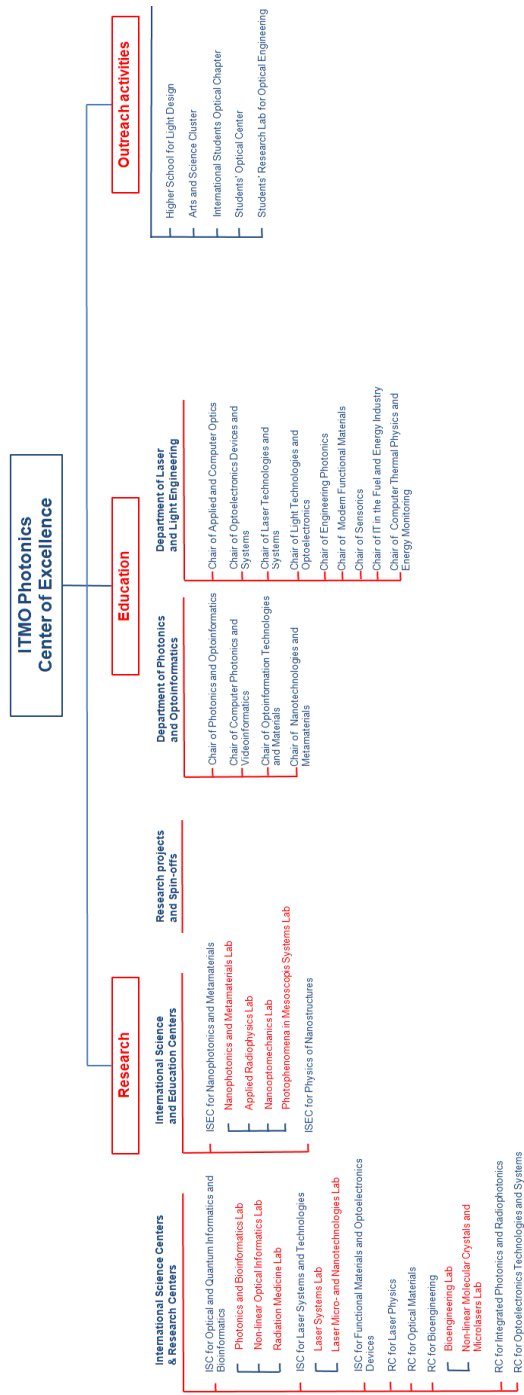 ITMO Photonics
Center of Excellence
Research
Education
Outreach activities
International Science Centers
& Research Centers
ISC for Optical and Quantum Informatics and
Bioinformatics
Photonics and Bioinformatics Lab
Non-linear Optical Informatics Lab
Radiation Medicine Lab
ISC for Laser Systems and Technologies
Laser Systems Lab
Laser Micro- and Nanotechnologies Lab
ISC for Functional Materials and Optoelectronics
Devices
RC for Laser Physics
RC for Optical Materials
RC for Bioengineering
Bioengineering Lab
Non-linear Molecular Crystals and
Microlasers Lab
RC for Integrated Photonics and Radiophotonics
RC for Optoelectronics Technologies and Systems
International Science
and Education Centers
ISEC for Nanophotonics and Metamaterials
Nanophotonics and Metamaterials Lab
Applied Radiophysics Lab
Nanooptomechanics Lab
Photophenomena in Mesoscopis Systems Lab
ISEC for Physics of Nanostructures
Research projects
and Spin-offs
Department of Photonics
and Optoinformatics
Chair of Photonics and Optoinformatics
Chair of Computer Photonics and
Videoinformatics
Chair of Optoinformation Technologies
and Materials
Chair of Nanotechnologies and
Metamaterials
Department of Laser
and Light Engineering
Chair of Applied and Computer Optics
Chair of Optoelectronics Devices and
Systems
Chair of Laser Technologies and
Systems
Chair of Light Technologies and
Optoelectronics
Chair of Engineering Photonics
Chair of Modern Functional Materials
Chair of Sensorics
Chair of IT in the Fuel and Energy Industry
Chair of Computer Thermal Physics and
Energy Monitoring
Higher School for Light Design
Arts and Science Cluster
International Students Optical Chapter
Students' Optical Center
Students' Research Lab for Optical Engineering